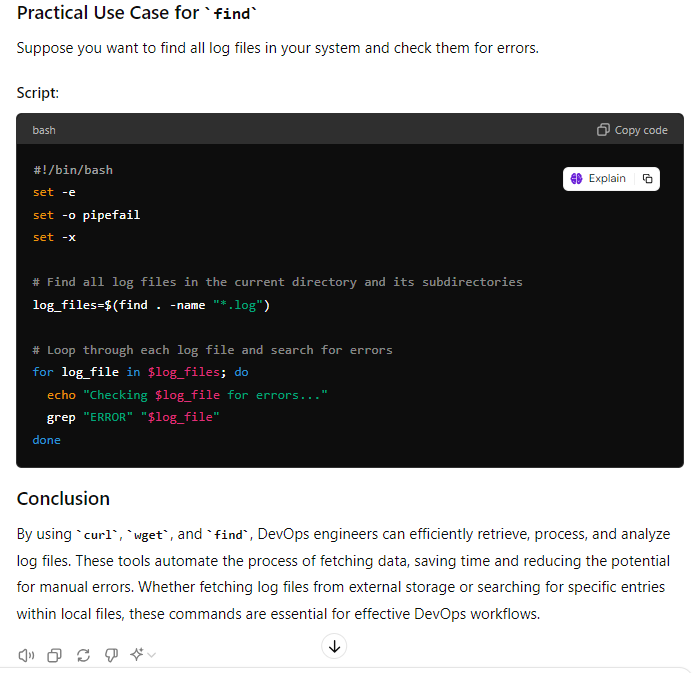 Practical Use Case for `find`
Suppose you want to find all log files in your system and check them for errors.
Script:
bash
Copy code
#!/bin/bash
Explain
set -e
set -o pipefail
set -x
# Find all log files in the current directory and its subdirectories
log_files=$(find . -name "*.log")
# Loop through each log file and search for errors
for log_file in $log_files; do
  echo "Checking $log_file for errors..."
  grep "ERROR" "$log_file"
done
Conclusion
By using `curl`, `wget`, and `find`, DevOps engineers can efficiently retrieve, process, and analyze
log files. These tools automate the process of fetching data, saving time and reducing the potential
for manual errors. Whether fetching log files from external storage or searching for specific entries
within local files, these commands are essential for effective DevOps workflows.